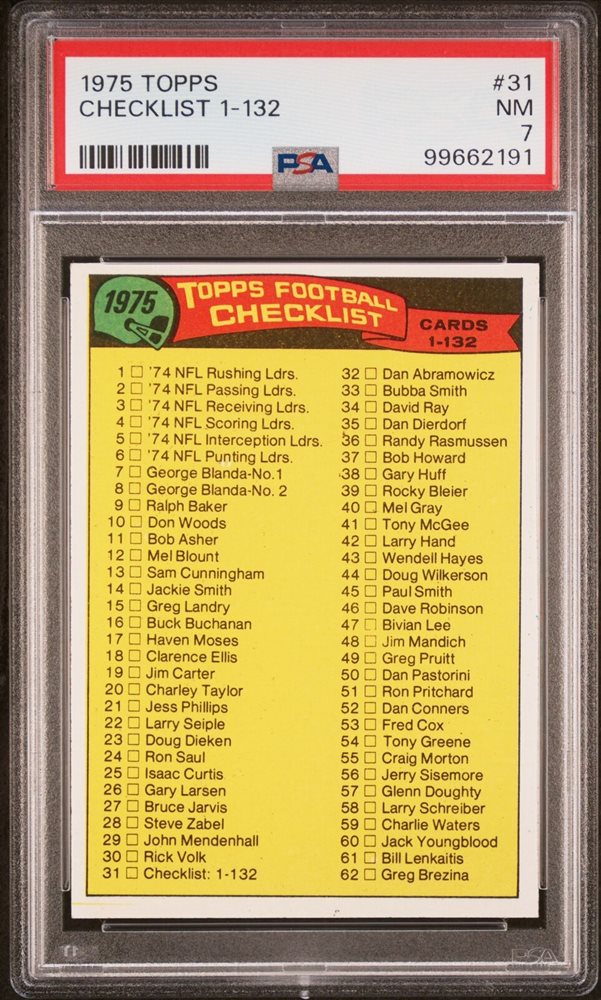 1975 TOPPS #31
CHECKLIST 1-132 NM
7
PSA 99662191
1975 TOPPS FOOTBALL
CHECKLIST
CARDS
1-132
1 □ '74 NFL Rushing Ldrs.
2 □ '74 NFL Passing Ldrs.
3 □ '74 NFL Receiving Ldrs.
4 □ '74 NFL Scoring Ldrs.
5 □ '74 NFL Interception Ldrs.
6 □ '74 NFL Punting Ldrs.
7 □ George Blanda-No.1
8 □ George Blanda-No. 2
9 □ Ralph Baker
10 □ Don Woods
11 □ Bob Asher
12 □ Mel Blount
13 □ Sam Cunningham
14 □ Jackie Smith
15 □ Greg Landry
16 □ Buck Buchanan
17 □ Haven Moses
18 □ Clarence Ellis
19 □ Jim Carter
20 □ Charley Taylor
21 □ Jess Phillips
22 □ Larry Seiple
23 □ Doug Dieken
24 □ Ron Saul
25 □ Isaac Curtis
26 □ Gary Larsen
27 □ Bruce Jarvis
28 □ Steve Zabel
29 □ John Mendenhall
30 □ Rick Volk
31 □ Checklist: 1-132
32 □ Dan Abramowicz
33 □ Bubba Smith
34 □ David Ray
35 □ Dan Dierdorf
36 □ Randy Rasmussen
37 □ Bob Howard
38 □ Gary Huff
39 □ Rocky Bleier
40 □ Mel Gray
41 □ Tony McGee
42 □ Larry Hand
43 □ Wendell Hayes
44 □ Doug Wilkerson
45 □ Paul Smith
46 □ Dave Robinson
47 □ Bivian Lee
48 □ Jim Mandich
49 □ Greg Pruitt
50 □ Dan Pastorini
51 □ Ron Pritchard
52 □ Dan Conners
53 □ Fred Cox
54 □ Tony Greene
55 □ Craig Morton
56 □ Jerry Sisemore
57 □ Glenn Doughty
58 □ Larry Schreiber
59 □ Charlie Waters
60 □ Jack Youngblood
61 □ Bill Lenkaitis
62 □ Greg Brezina
PSA